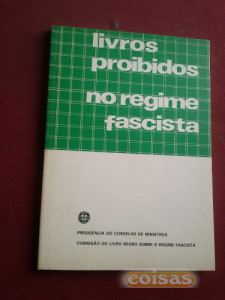 livros
proibidos
no regime
fascista
PRESIDÊNCIA DO CONSELHO DE MINISTROS
COMISSÃO DO LIVRO NEGRO SOBRE O REGIME FASCISTA
coisas